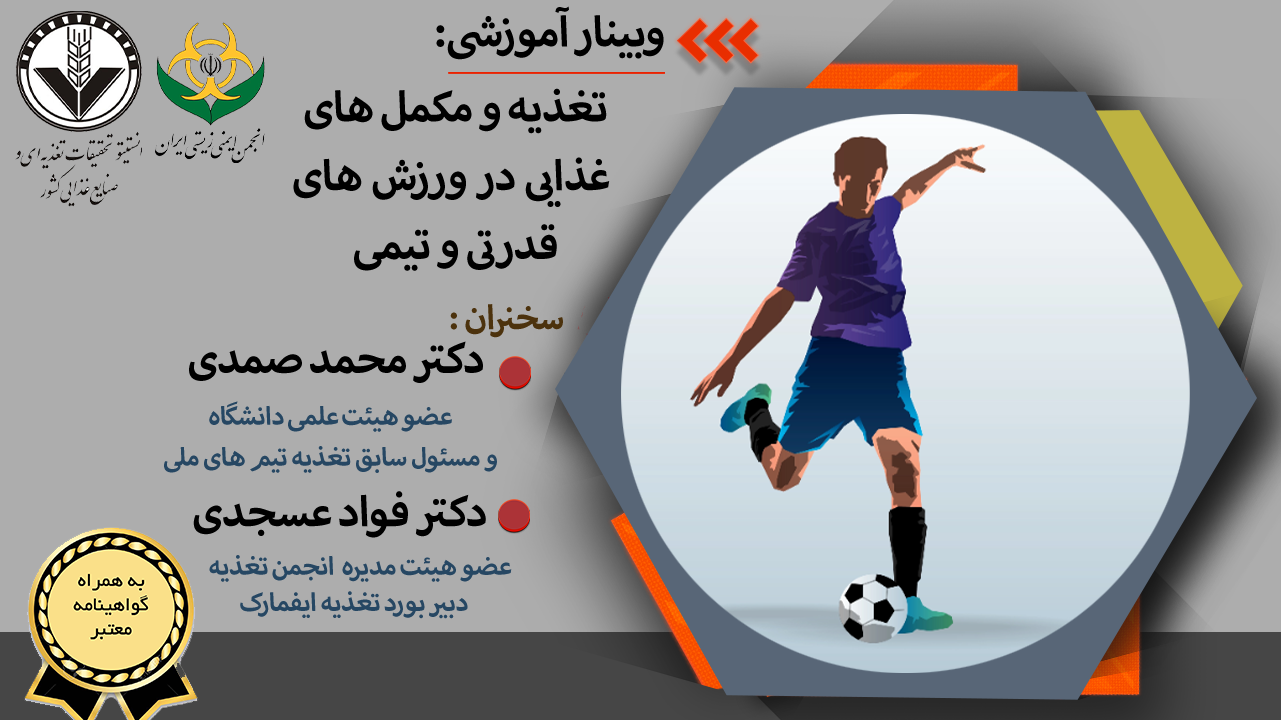 وبینار آموزشی:
تغذیه و مکمل های
غذایی در ورزش های
قدرتی و تیمی
سخنران :
دکتر محمد صمدی
عضو هیئت علمی دانشگاه
و مسئول سابق تغذیه تیم های ملی
دکتر فواد عسجدی
عضو هیئت مدیره انجمن تغذیه
دبیر بورد تغذیه ایفمارک
انجمن ایمنی زیستی ایران
انستیتو تحقیقات تغذیه ای و
صنایع غذایی کشور
به همراه
گواهینامه
معتبر